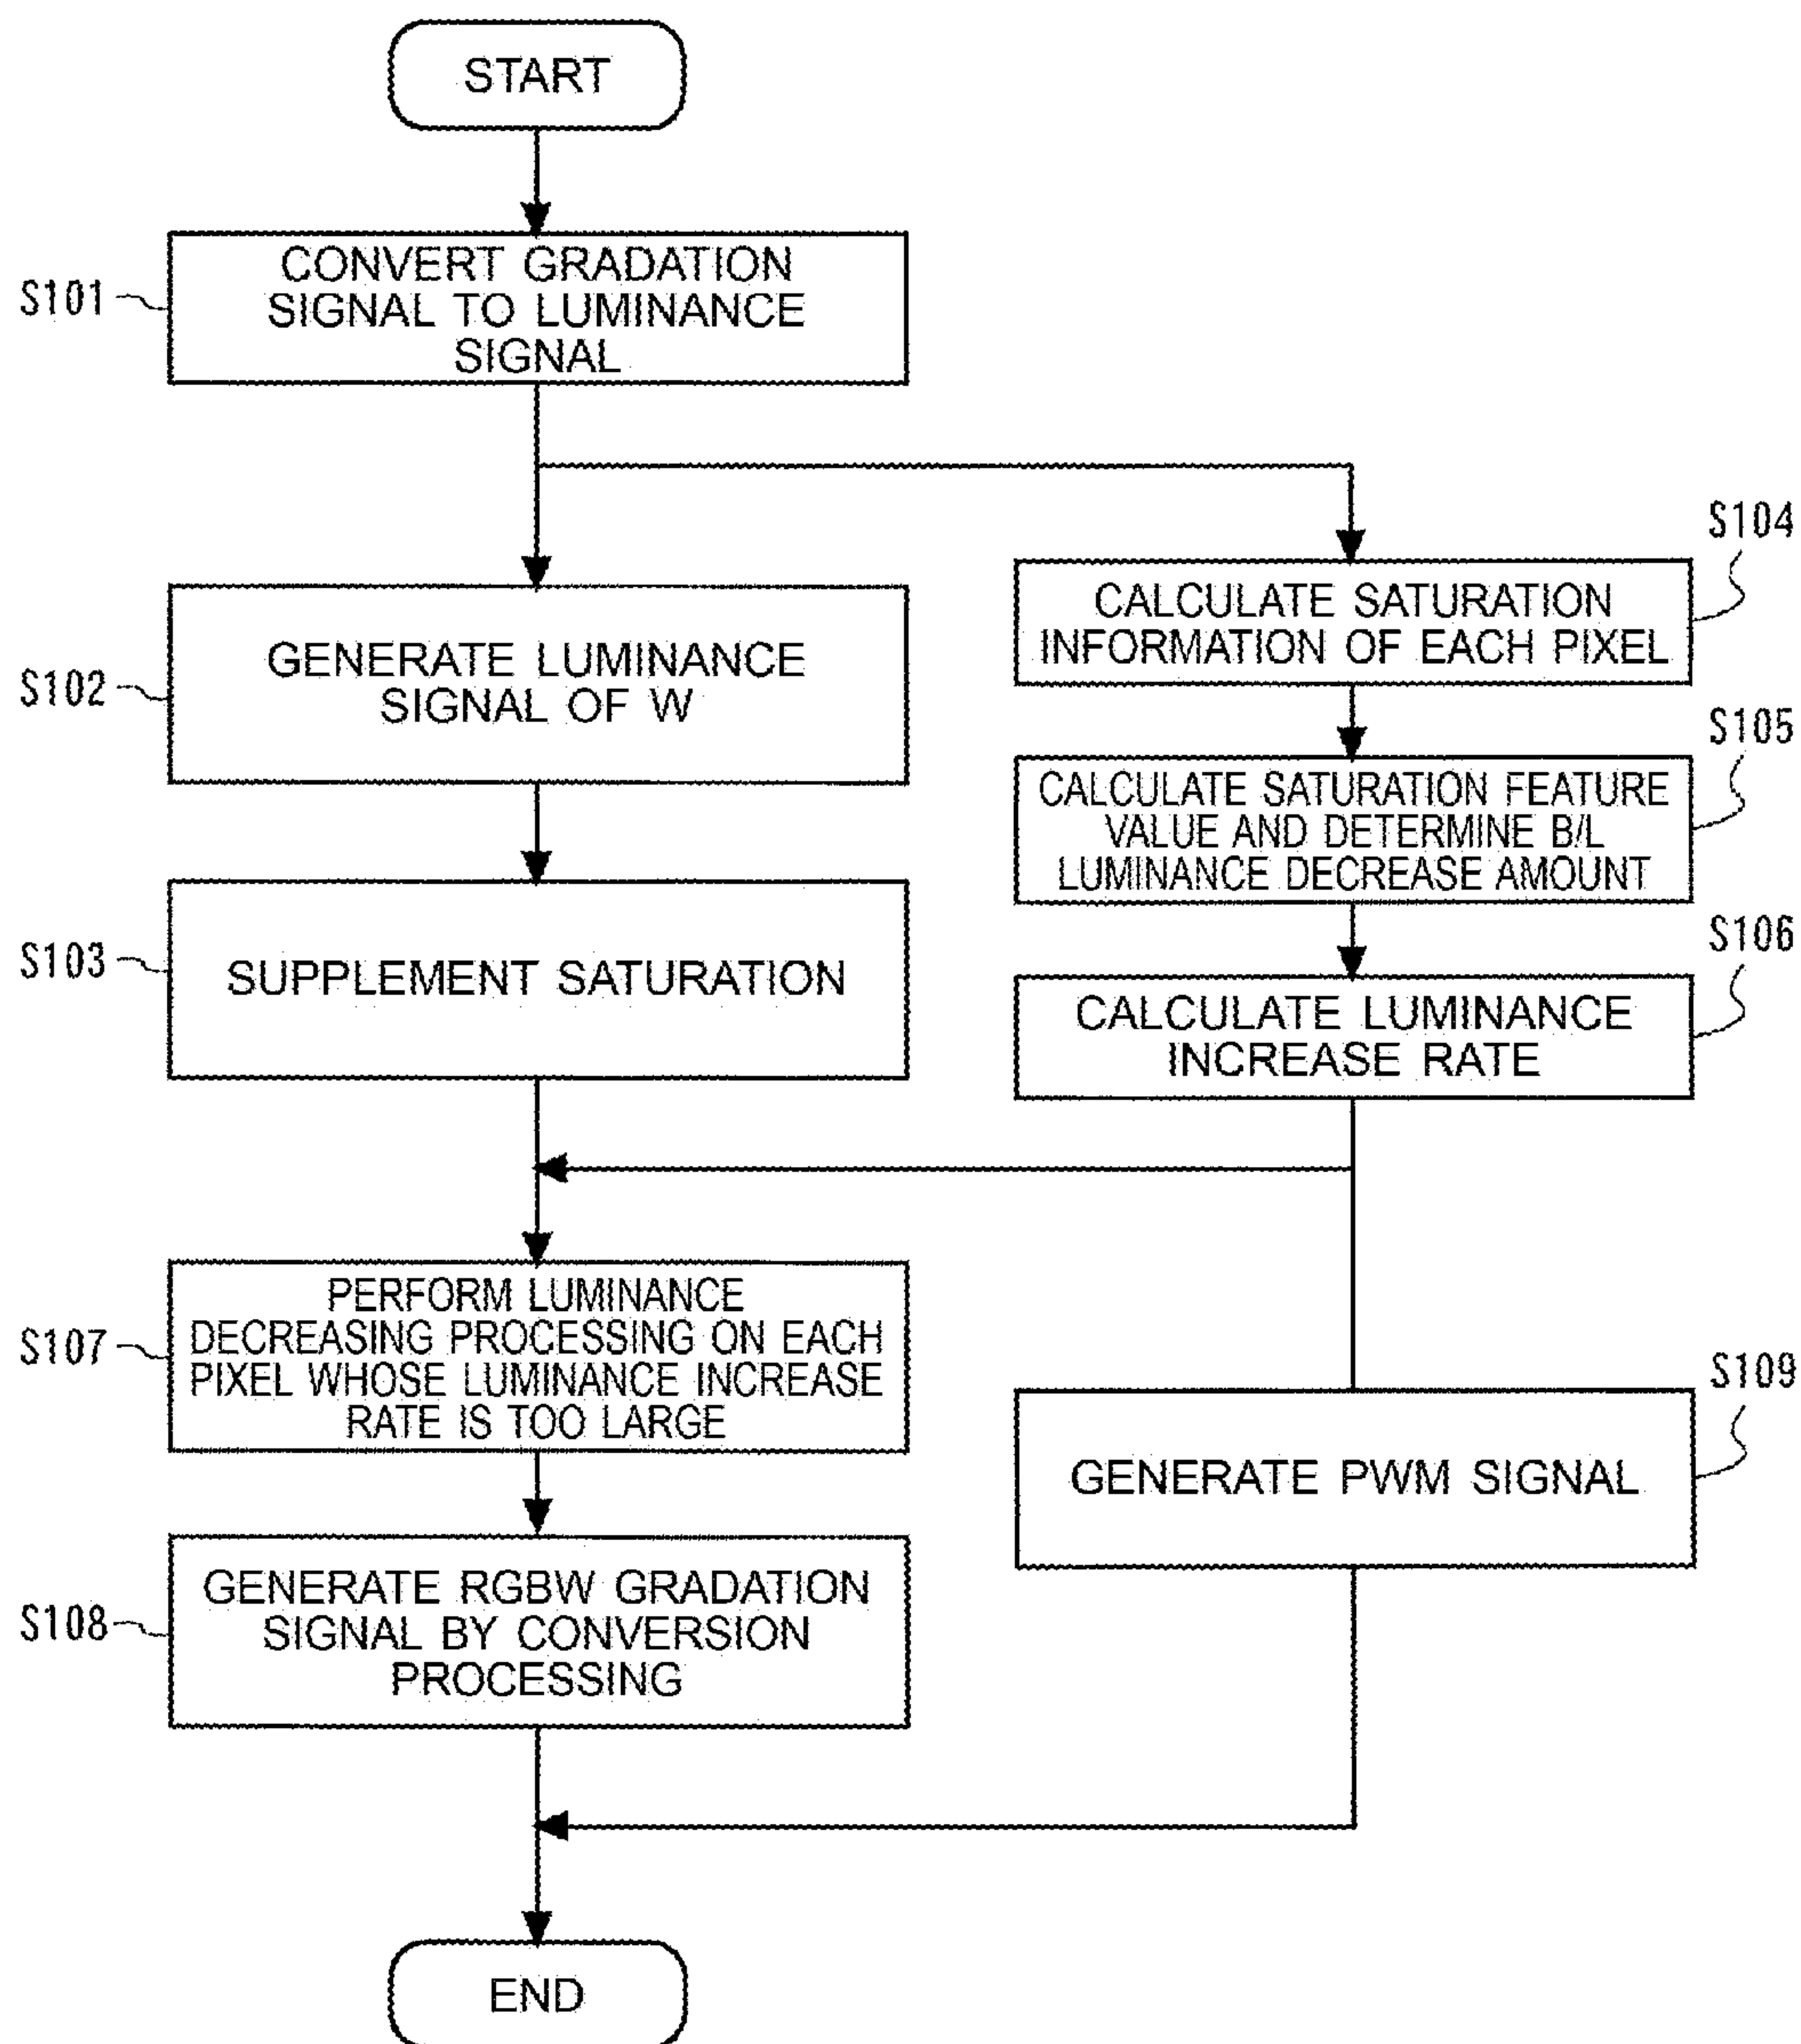 START
S101
CONVERT GRADATION
SIGNAL TO LUMINANCE
SIGNAL
S102
GENERATE LUMINANCE
SIGNAL OF W
S103
SUPPLEMENT SATURATION
S104
CALCULATE SATURATION
INFORMATION OF EACH PIXEL
S105
CALCULATE SATURATION FEATURE
VALUE AND DETERMINE B/L
LUMINANCE DECREASE AMOUNT
S106
CALCULATE LUMINANCE
INCREASE RATE
S107
PERFORM LUMINANCE
DECREASING PROCESSING ON EACH
PIXEL WHOSE LUMINANCE INCREASE
RATE IS TOO LARGE
S108
GENERATE RGBW GRADATION
SIGNAL BY CONVERSION
PROCESSING
S109
GENERATE PWM SIGNAL
END